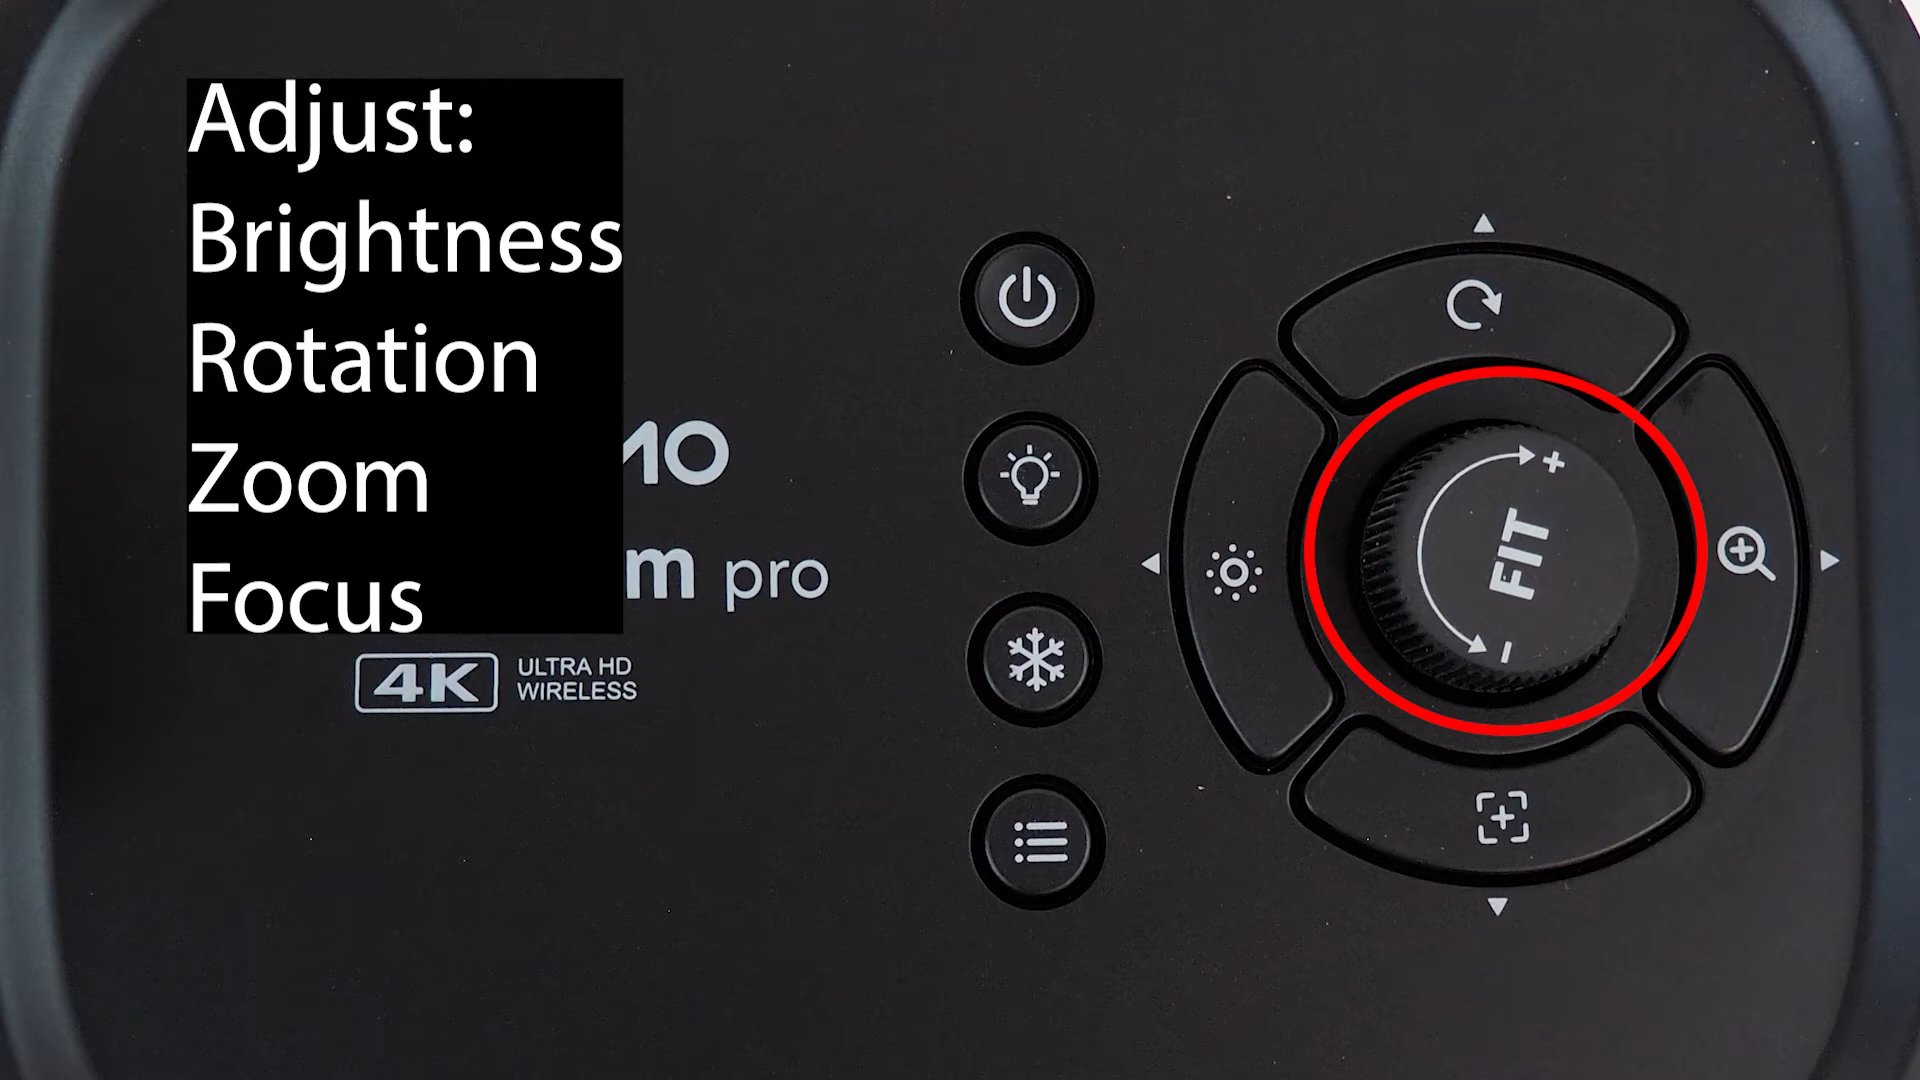 Adjust:
Brightness
Rotation
Zoom
Focus
pro
4K ULTRA HD
WIRELESS
+
FIT
-